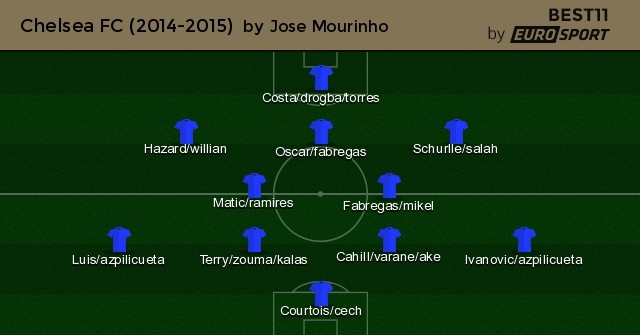 Chelsea FC (2014-2015) by Jose Mourinho
BEST11
by EUROSPORT
Costa/drogba/torres
Hazard/willian
Oscar/fabregas
Schurlle/salah
Matic/ramires
Fabregas/mikel
Luis/azpilicueta
Terry/zouma/kalas
Cahill/varane/ake
Ivanovic/azpilicueta
Courtois/cech